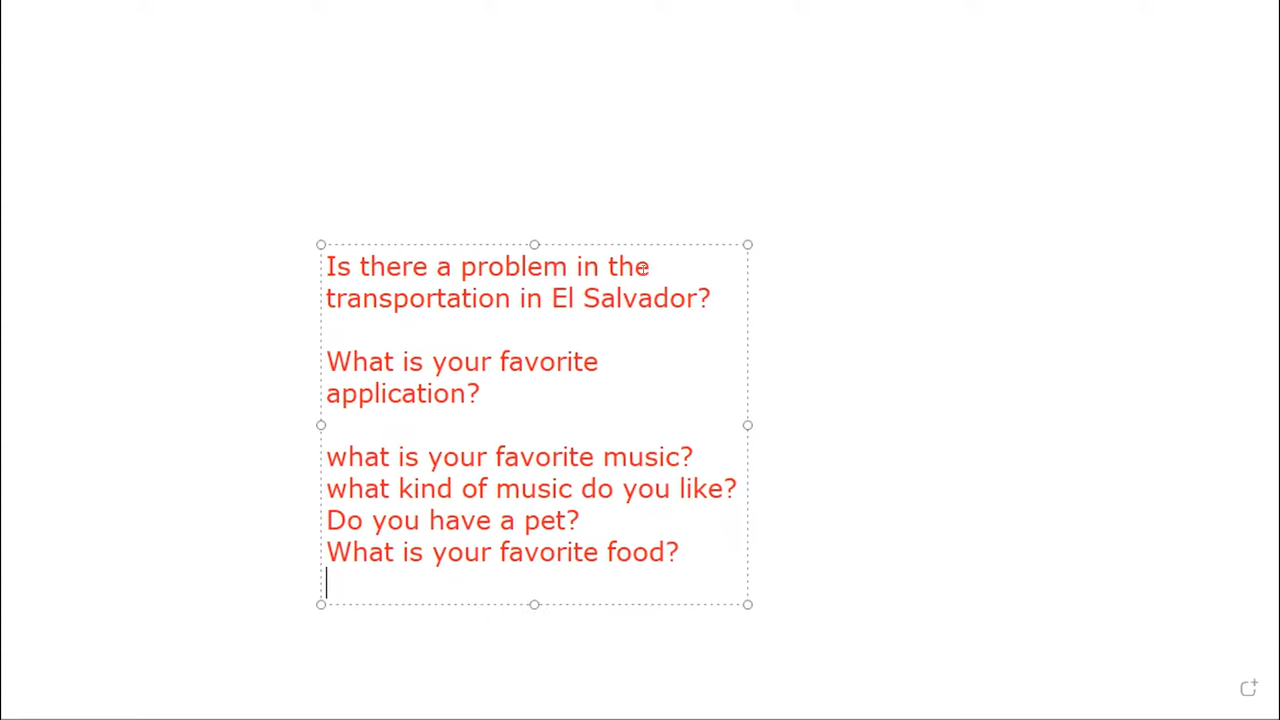 Is there a problem in the
transportation in El Salvador?
What is your favorite
application?
what is your favorite music?
what kind of music do you like?
Do you have a pet?
What is your favorite food?